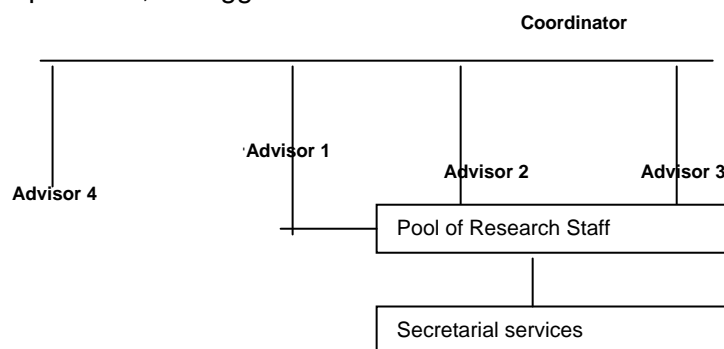 Coordinator
Advisor 1
Advisor 2
Advisor 3
Advisor 4
Pool of Research Staff
Secretarial services